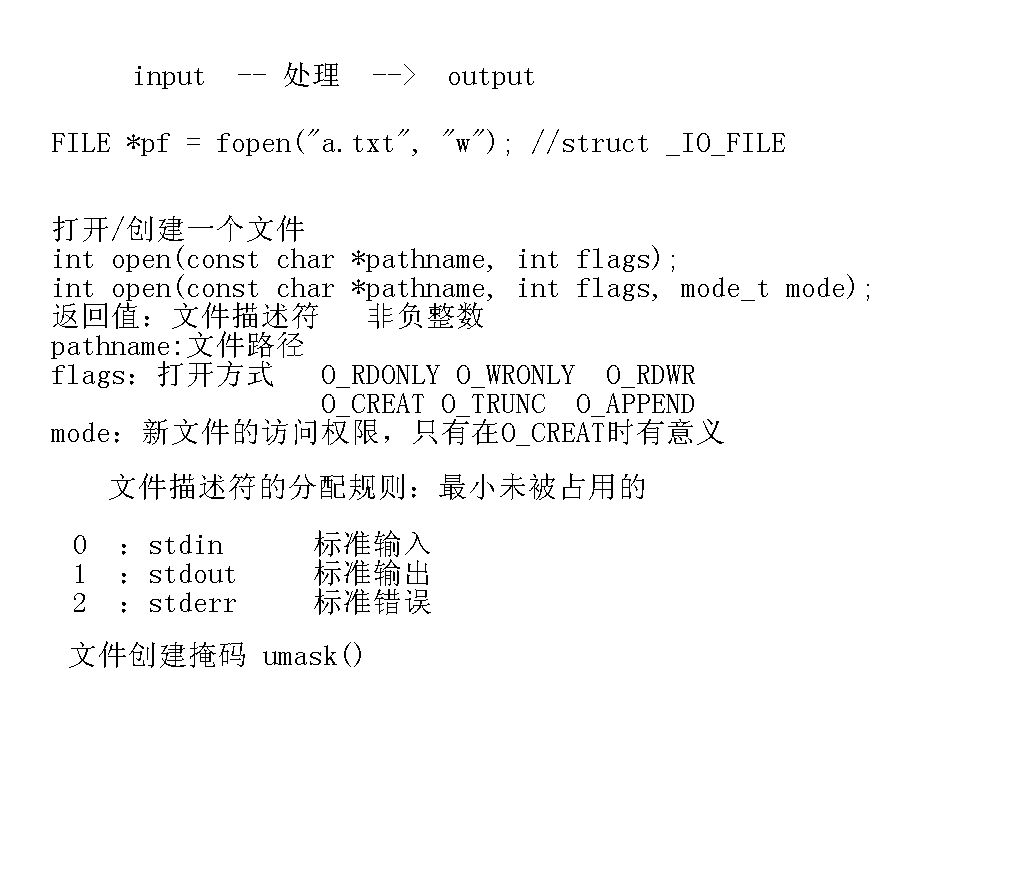 input -- 处理 --> output
FILE *pf = fopen("a.txt", "w"); //struct _IO_FILE
打开/创建一个文件
int open(const char *pathname, int flags);
int open(const char *pathname, int flags, mode_t mode);
返回值：文件描述符 非负整数
pathname:文件路径
flags：打开方式 O_RDONLY O_WRONLY O_RDWR
O_CREAT O_TRUNC O_APPEND
mode：新文件的访问权限，只有在O_CREAT时有意义
文件描述符的分配规则：最小未被占用的
0 ：stdin 标准输入
1 ：stdout 标准输出
2 ：stderr 标准错误
文件创建掩码 umask()